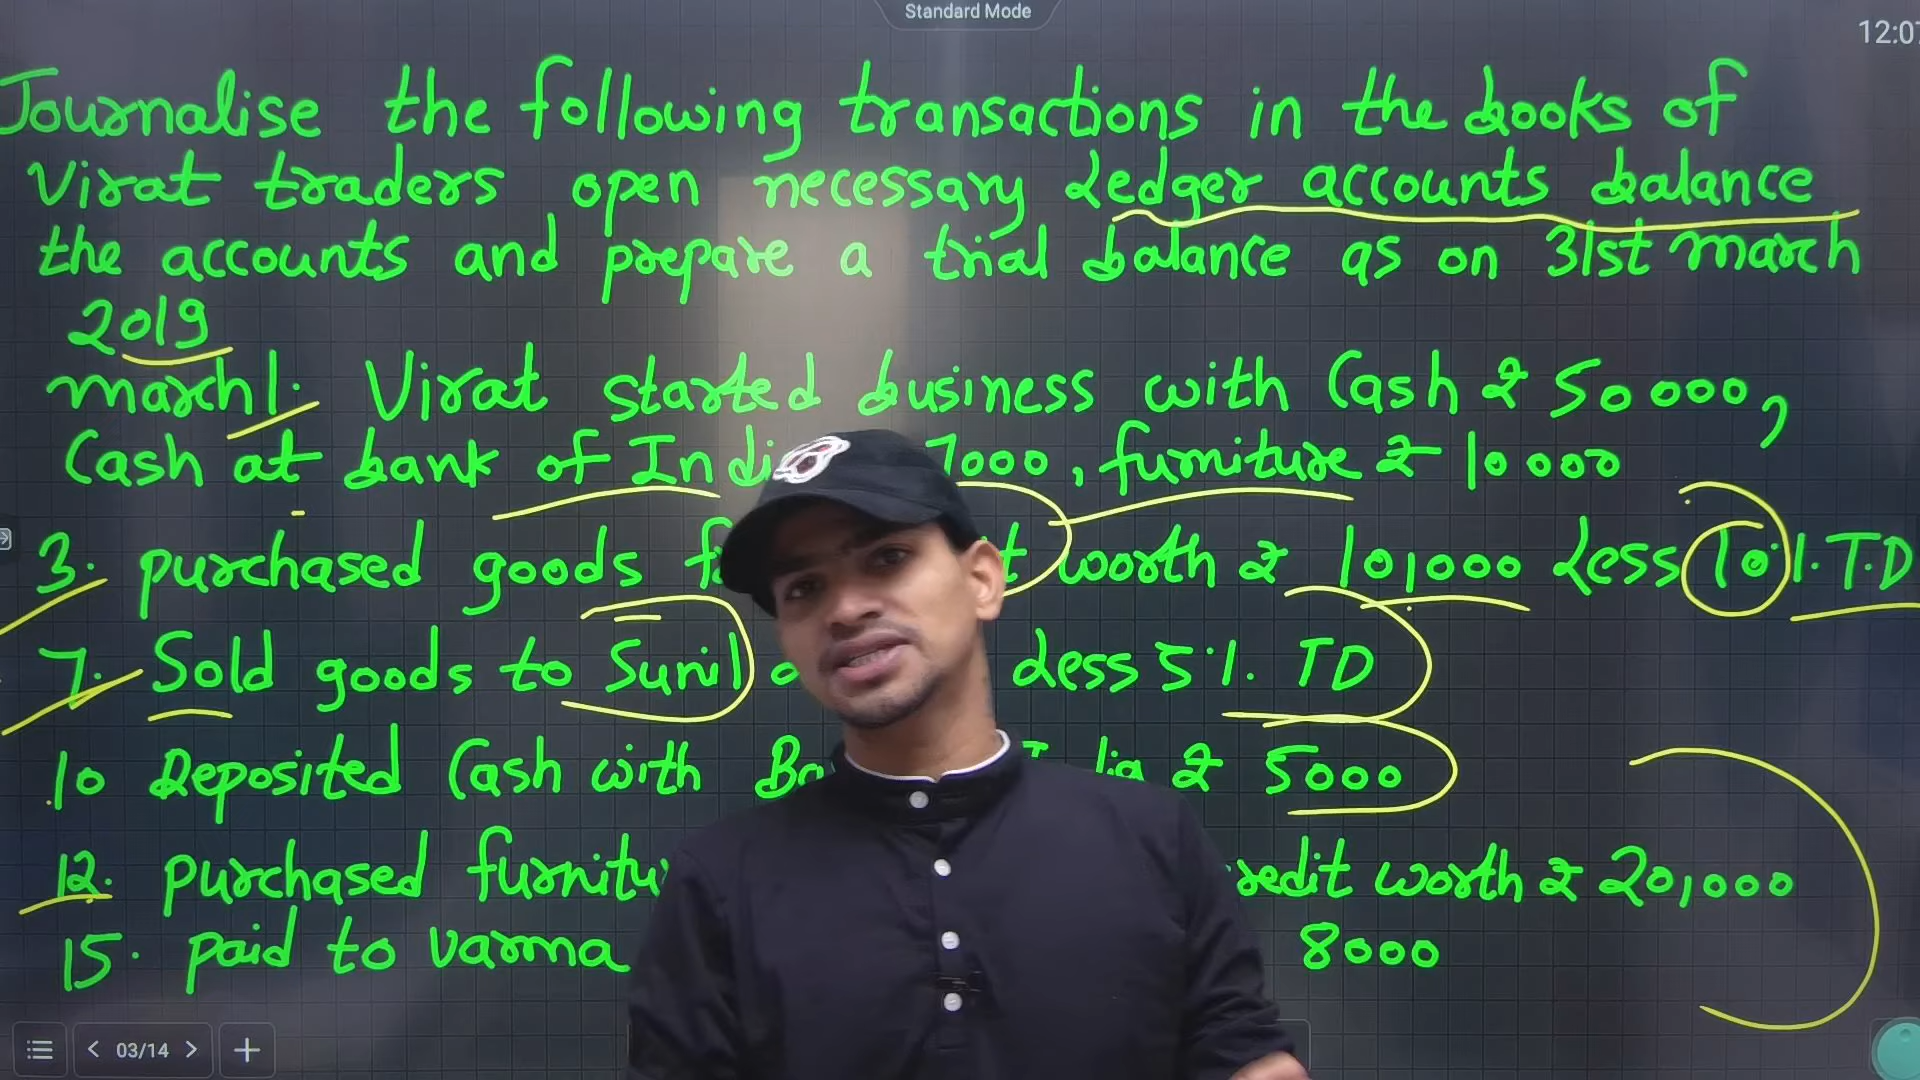 Standard Mode
12:07
Journalise the following transactions in the books of
Virat traders open necessary Ledger accounts balance
the accounts and prepare a trial balance as on 31st march
2019
march 1. Virat started business with Cash ₹ 50000,
Cash at bank of 7000, furniture ₹ 10000
3. purchased goods worth ₹ 101000 Less 10%. T.D
7. Sold goods to Sunil Less 5%. TD
10 Deposited Cash with ₹ 5000
12. purchased worth ₹ 20,000
15. paid to varma 8000
03/14